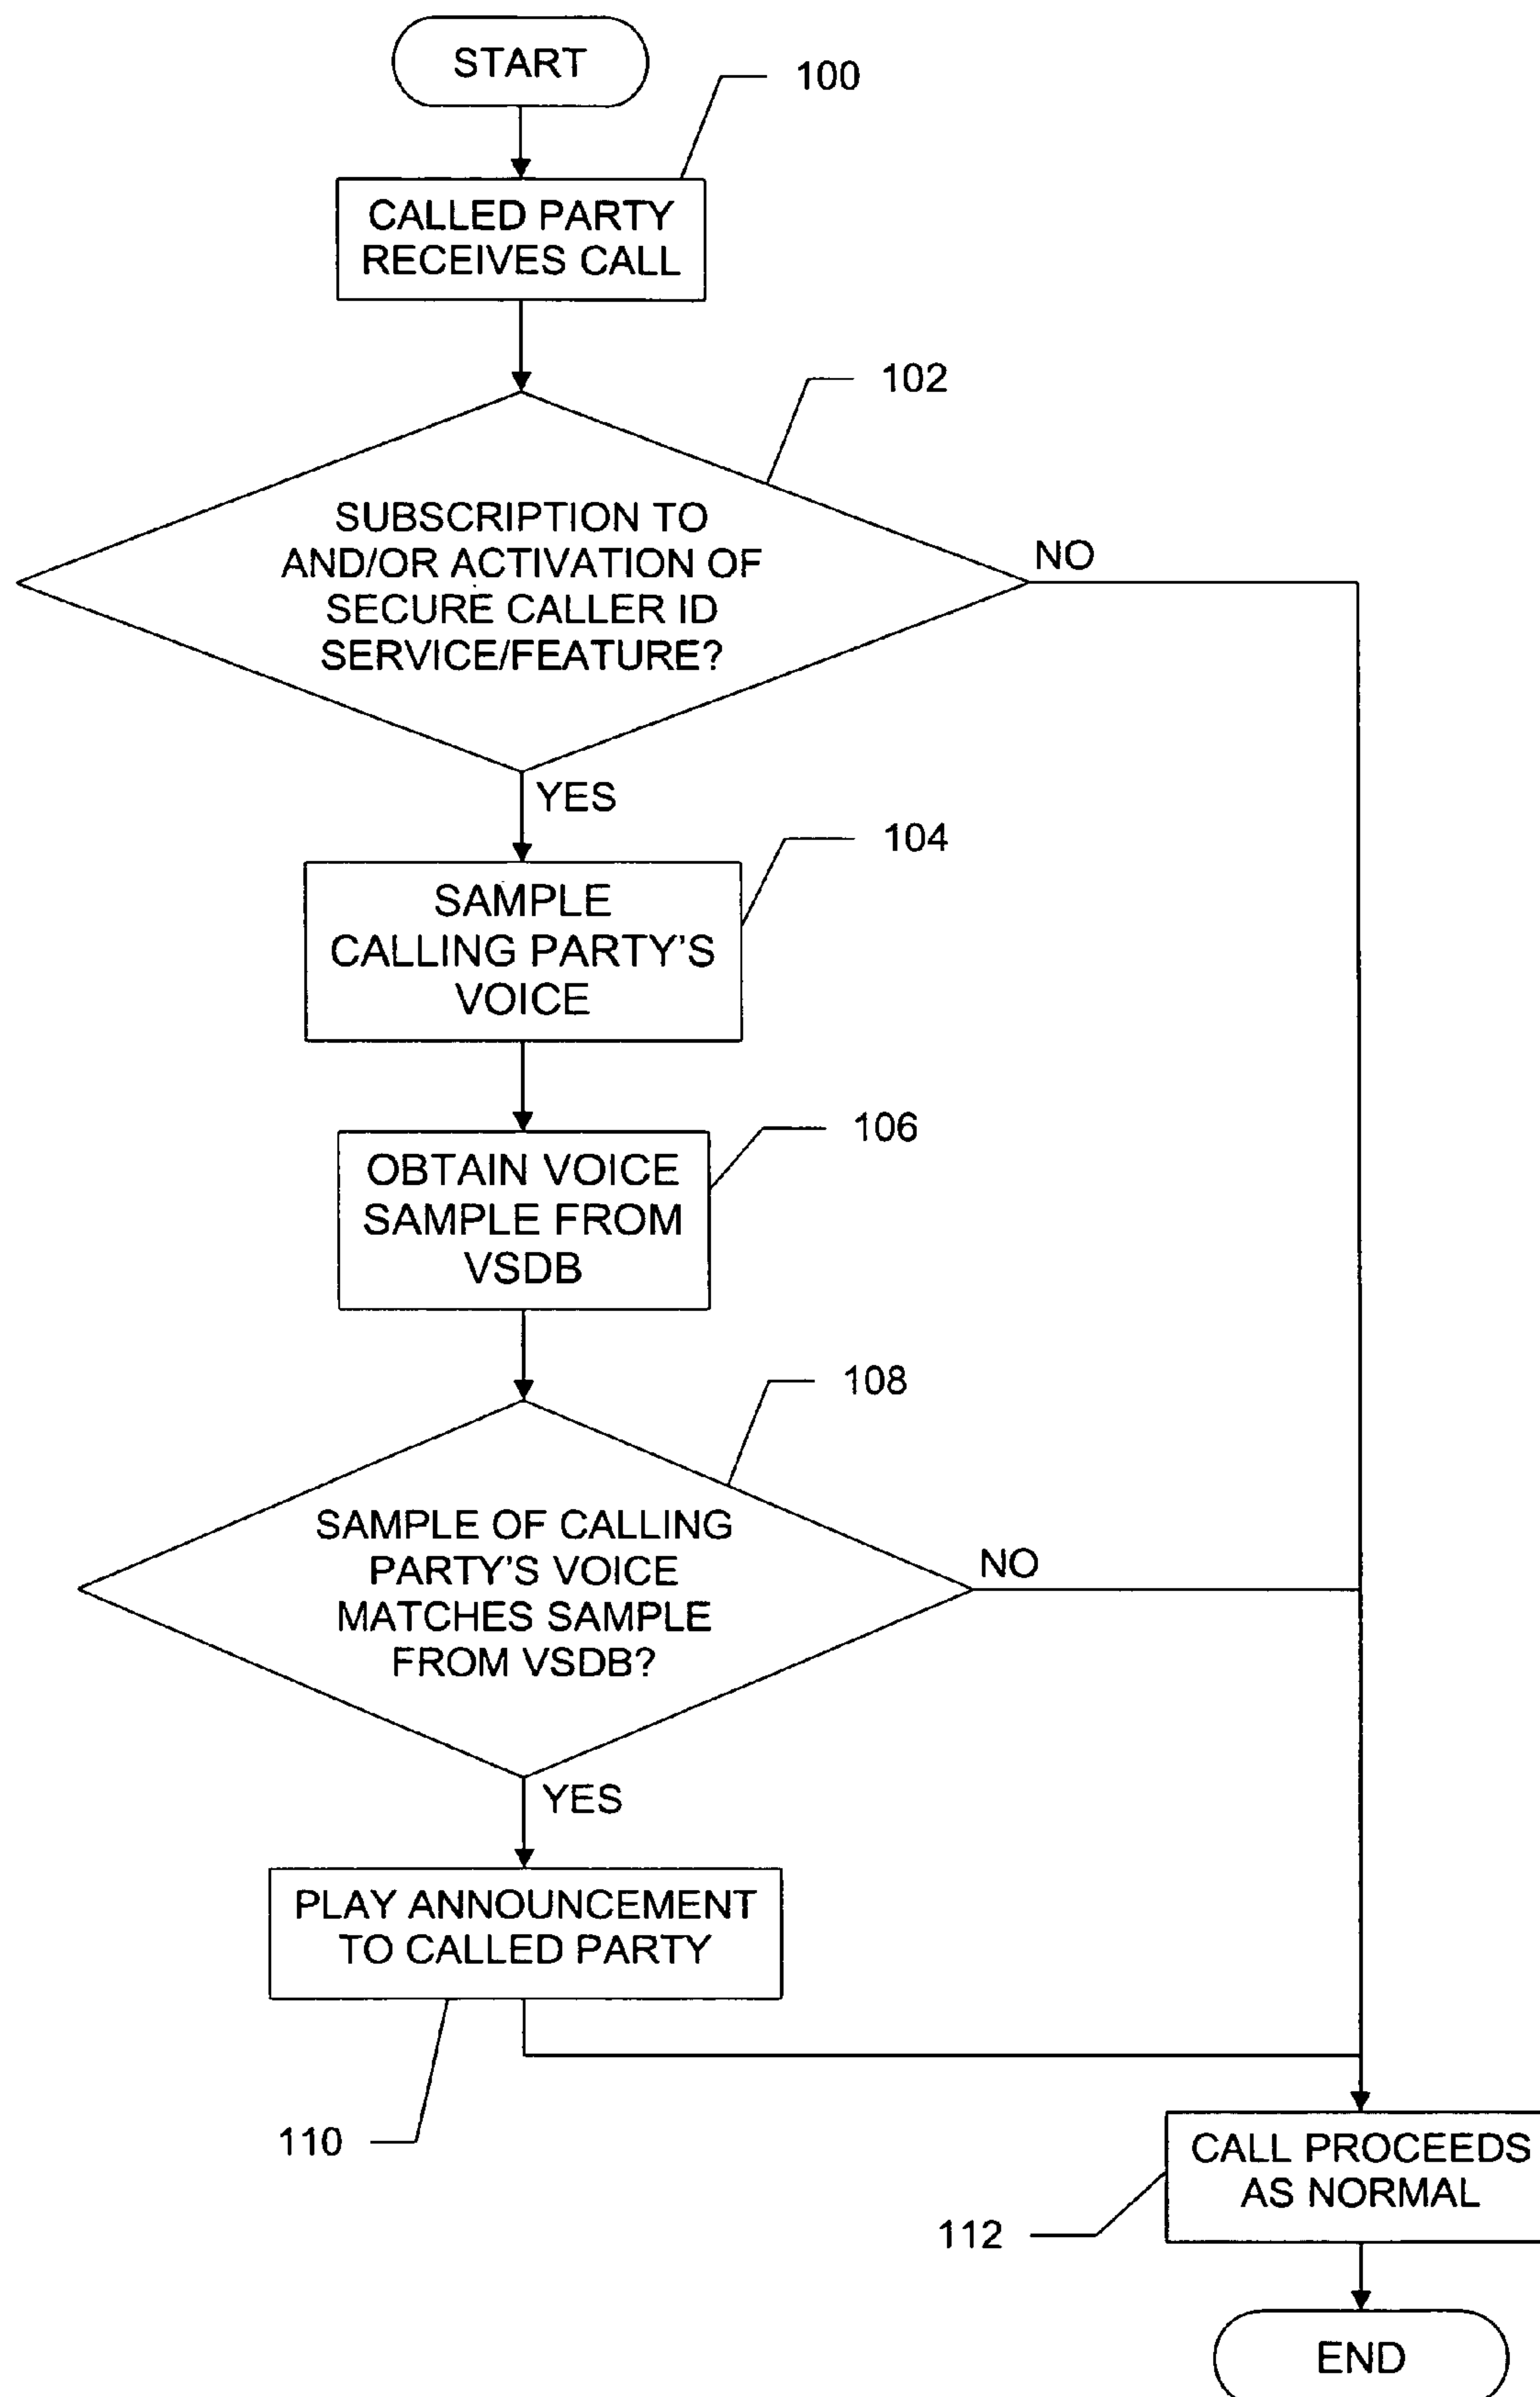 START
100
CALLED PARTY
RECEIVES CALL
102
SUBSCRIPTION TO
AND/OR ACTIVATION OF
SECURE CALLER ID
SERVICE/FEATURE?
NO
YES
104
SAMPLE
CALLING PARTY'S
VOICE
106
OBTAIN VOICE
SAMPLE FROM
VSDB
108
SAMPLE OF CALLING
PARTY'S VOICE
MATCHES SAMPLE
FROM VSDB?
NO
YES
PLAY ANNOUNCEMENT
TO CALLED PARTY
110
CALL PROCEEDS
AS NORMAL
112
END